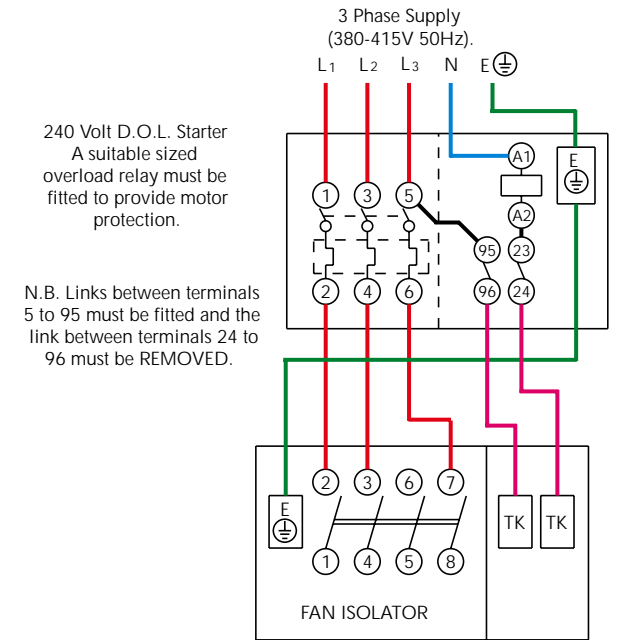 3 Phase Supply
(380-415V 50Hz).
L1 L2 L3 N E
240 Volt D.O.L. Starter
A suitable sized
overload relay must be
fitted to provide motor
protection.
N.B. Links between terminals
5 to 95 must be fitted and the
link between terminals 24 to
96 must be REMOVED.
A1
E
1 3 5
A2
95 23
2 4 6 96 24
2 3 6 7
E
TK TK
1 4 5 8
FAN ISOLATOR